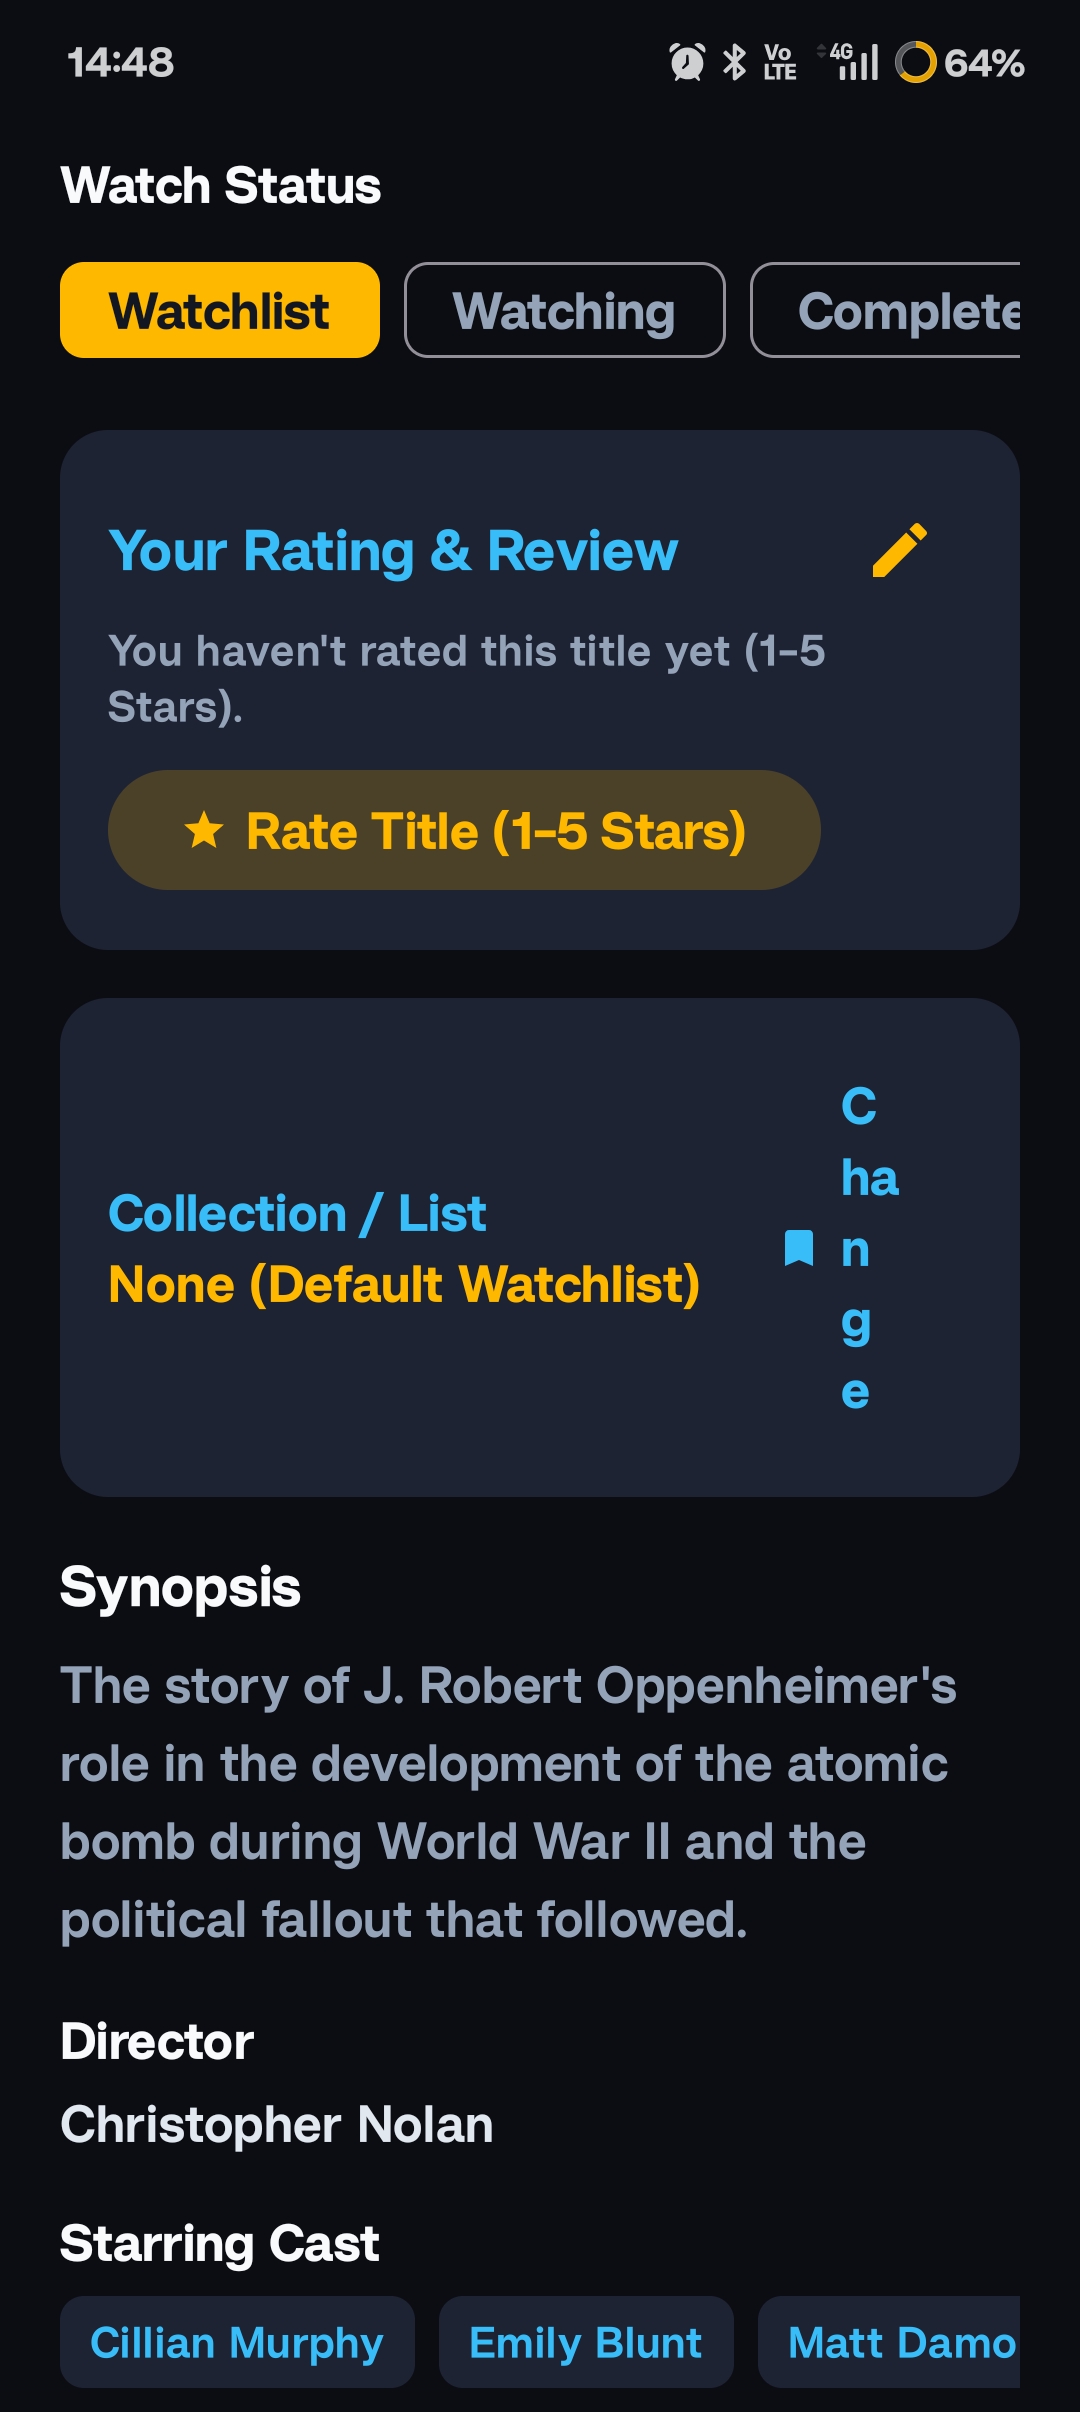 14:48
Vo LTE 4G 64%
Watch Status
Watchlist Watching Complete
Your Rating & Review
You haven't rated this title yet (1-5
Stars).
Rate Title (1-5 Stars)
Collection / List
None (Default Watchlist)
C
ha
n
g
e
Synopsis
The story of J. Robert Oppenheimer's
role in the development of the atomic
bomb during World War II and the
political fallout that followed.
Director
Christopher Nolan
Starring Cast
Cillian Murphy Emily Blunt Matt Damo